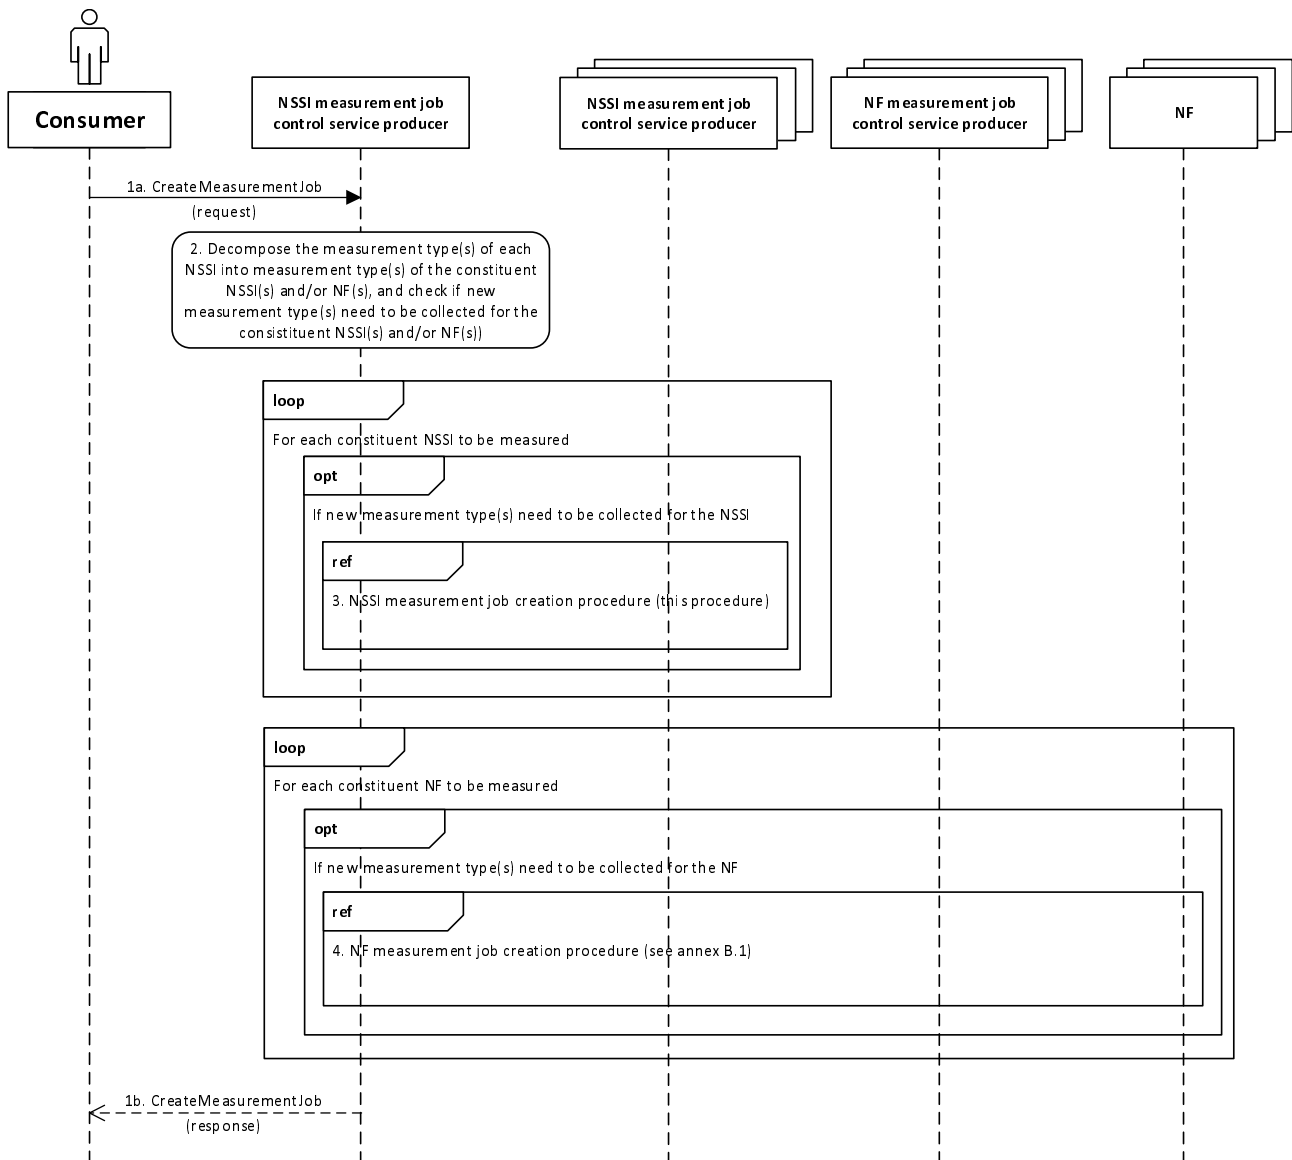 Consumer
NSSI measurement job
control service producer
NSSI measurement job
control service producer
NF measurement job
control service producer
NF
1a. CreateMeasurementJob
(request)
2. Decompose the measurement type(s) of each
NSSI into measurement type(s) of the constituent
NSSI(s) and/or NF(s), and check if new
measurement type(s) need to be collected for the
consistituent NSSI(s) and/or NF(s))
loop
For each constituent NSSI to be measured
opt
If new measurement type(s) need to be collected for the NSSI
ref
3. NSSI measurement job creation procedure (this procedure)
loop
For each constituent NF to be measured
opt
If new measurement type(s) need to be collected for the NF
ref
4. NF measurement job creation procedure (see annex B.1)
1b. CreateMeasurementJob
(response)